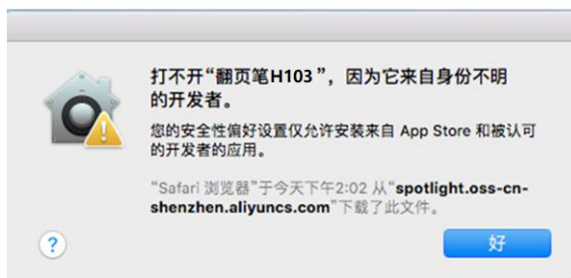 打不开“翻页笔H103”，因为它来自身份不明
的开发者。
您的安全性偏好设置仅允许安装来自 App Store 和被认可
的开发者的应用。
“Safari 浏览器”于今天下午2:02 从“spotlight.oss-cn-
shenzhen.aliyuncs.com”下载了此文件。
?
好